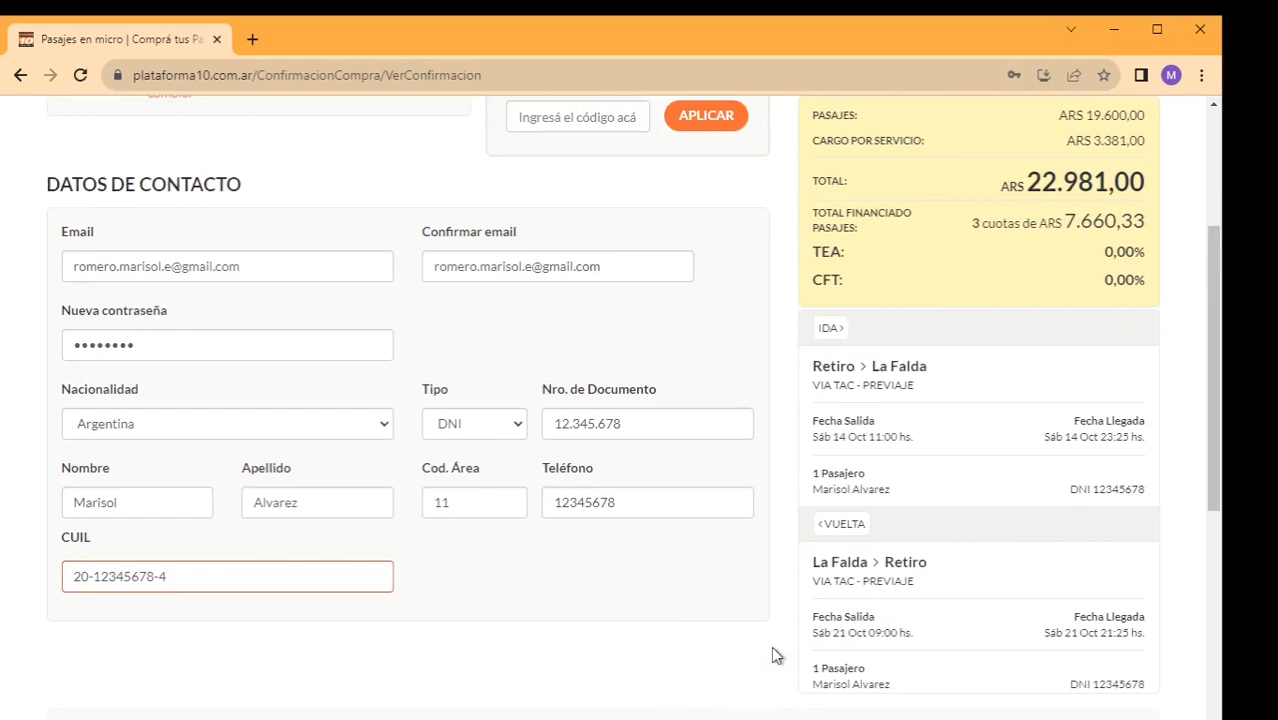 Pasajes en micro | Comprá tus Pa
plataforma10.com.ar/ConfirmacionCompra/VerConfirmacion
M
cambiar
Ingresá el código acá
APLICAR
DATOS DE CONTACTO
Email
Confirmar email
romero.marisol.e@gmail.com
romero.marisol.e@gmail.com
Nueva contraseña
••••••••
Nacionalidad
Tipo
Nro. de Documento
Argentina
DNI
12.345.678
Nombre
Apellido
Cod. Área
Teléfono
Marisol
Alvarez
11
12345678
CUIL
20-12345678-4
PASAJES: ARS 19.600,00
CARGO POR SERVICIO: ARS 3.381,00
TOTAL: ARS 22.981,00
TOTAL FINANCIADO
PASAJES: 3 cuotas de ARS 7.660,33
TEA: 0,00%
CFT: 0,00%
IDA>
Retiro > La Falda
VIA TAC - PREVIAJE
Fecha Salida Fecha Llegada
Sáb 14 Oct 11:00 hs. Sáb 14 Oct 23:25 hs.
1 Pasajero
Marisol Alvarez DNI 12345678
<VUELTA
La Falda > Retiro
VIA TAC - PREVIAJE
Fecha Salida Fecha Llegada
Sáb 21 Oct 09:00 hs. Sáb 21 Oct 21:25 hs.
1 Pasajero
Marisol Alvarez DNI 12345678